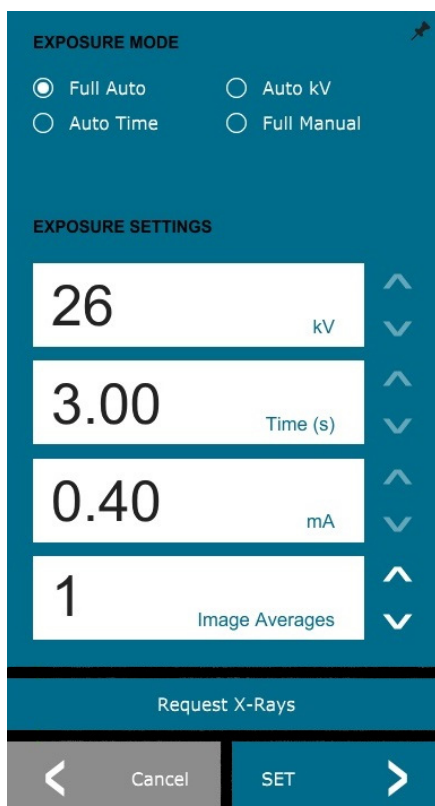 EXPOSURE MODE
Full Auto
Auto kV
Auto Time
Full Manual
EXPOSURE SETTINGS
26
kV
3.00
Time (s)
0.40
mA
1
Image Averages
Request X-Rays
Cancel
SET